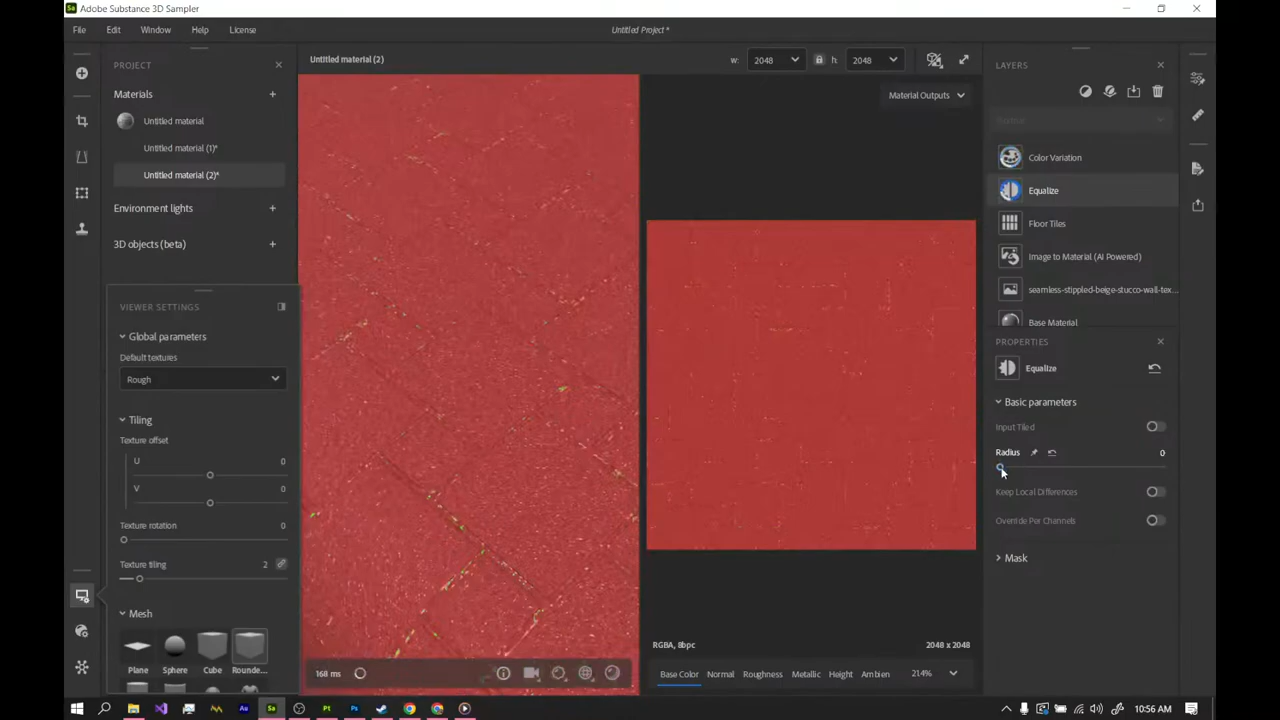 Adobe Substance 3D Sampler
File Edit Window Help License
Untitled Project *
PROJECT
Materials
Untitled material
Untitled material (1)*
Untitled material (2)*
Environment lights
3D objects (beta)
VIEWER SETTINGS
Global parameters
Default textures
Rough
Tiling
Texture offset
U 0
V 0
Texture rotation 0
Texture tiling 2
Mesh
Plane Sphere Cube Rounde...
Untitled material (2)
w: 2048 h: 2048
Material Outputs
168 ms
RGBA, 8bpc 2048 x 2048
Base Color Normal Roughness Metallic Height Ambien 214%
LAYERS
Color Variation
Equalize
Floor Tiles
Image to Material (AI Powered)
seamless-stippled-beige-stucco-wall-tex...
Base Material
PROPERTIES
Equalize
Basic parameters
Input Tiled
Radius 0
Keep Local Differences
Override Per Channels
Mask
10:56 AM